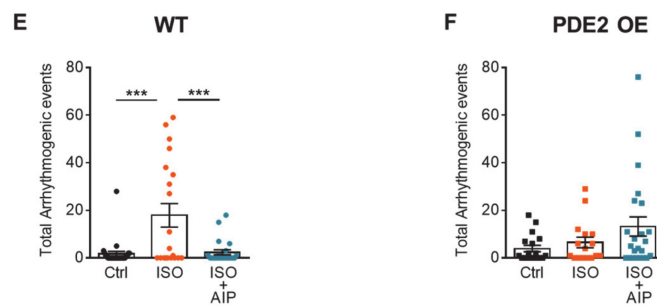 E WT
Total Arrhythmogenic events
80
60
40
20
0
*** ***
Ctrl ISO ISO
+
AIP
F PDE2 OE
Total Arrhythmogenic events
80
60
40
20
0
Ctrl ISO ISO
+
AIP